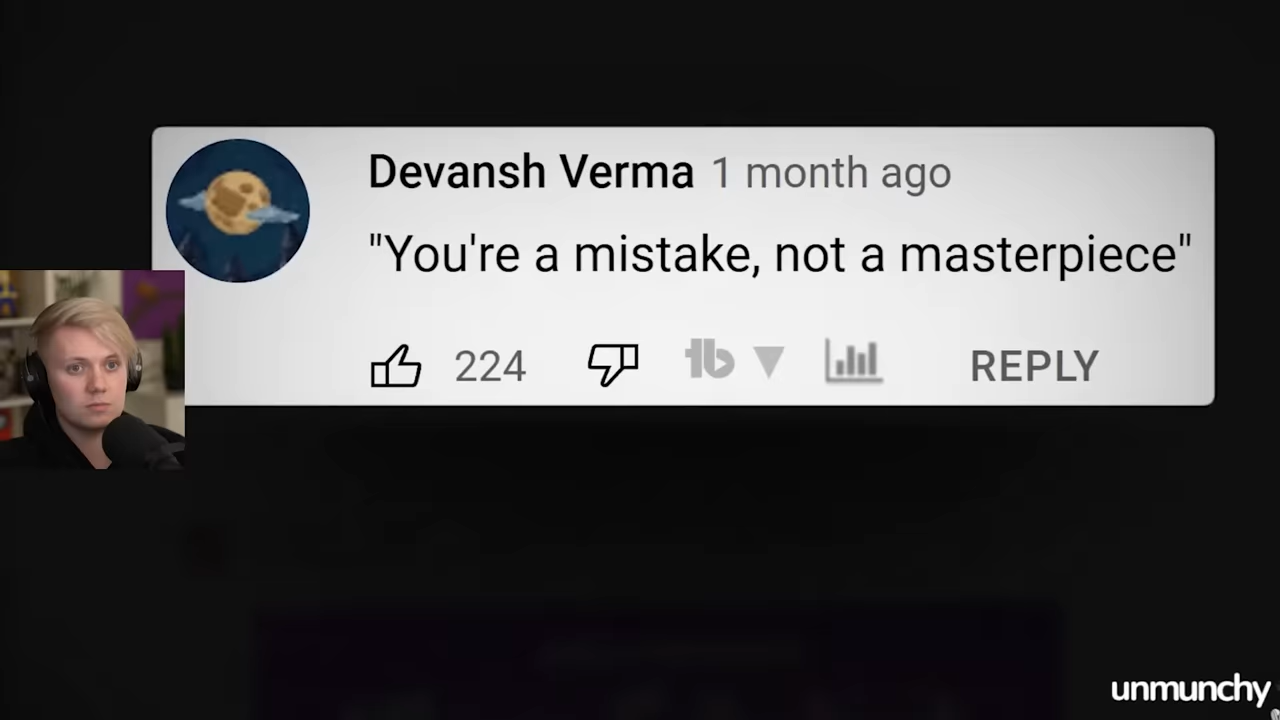 Devansh Verma 1 month ago
"You're a mistake, not a masterpiece"
224 REPLY
unmunchy